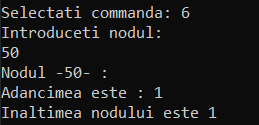 Selectati commanda: 6
Introduceti nodul:
50
Nodul -50- :
Adancimea este : 1
Inaltimea nodului este 1